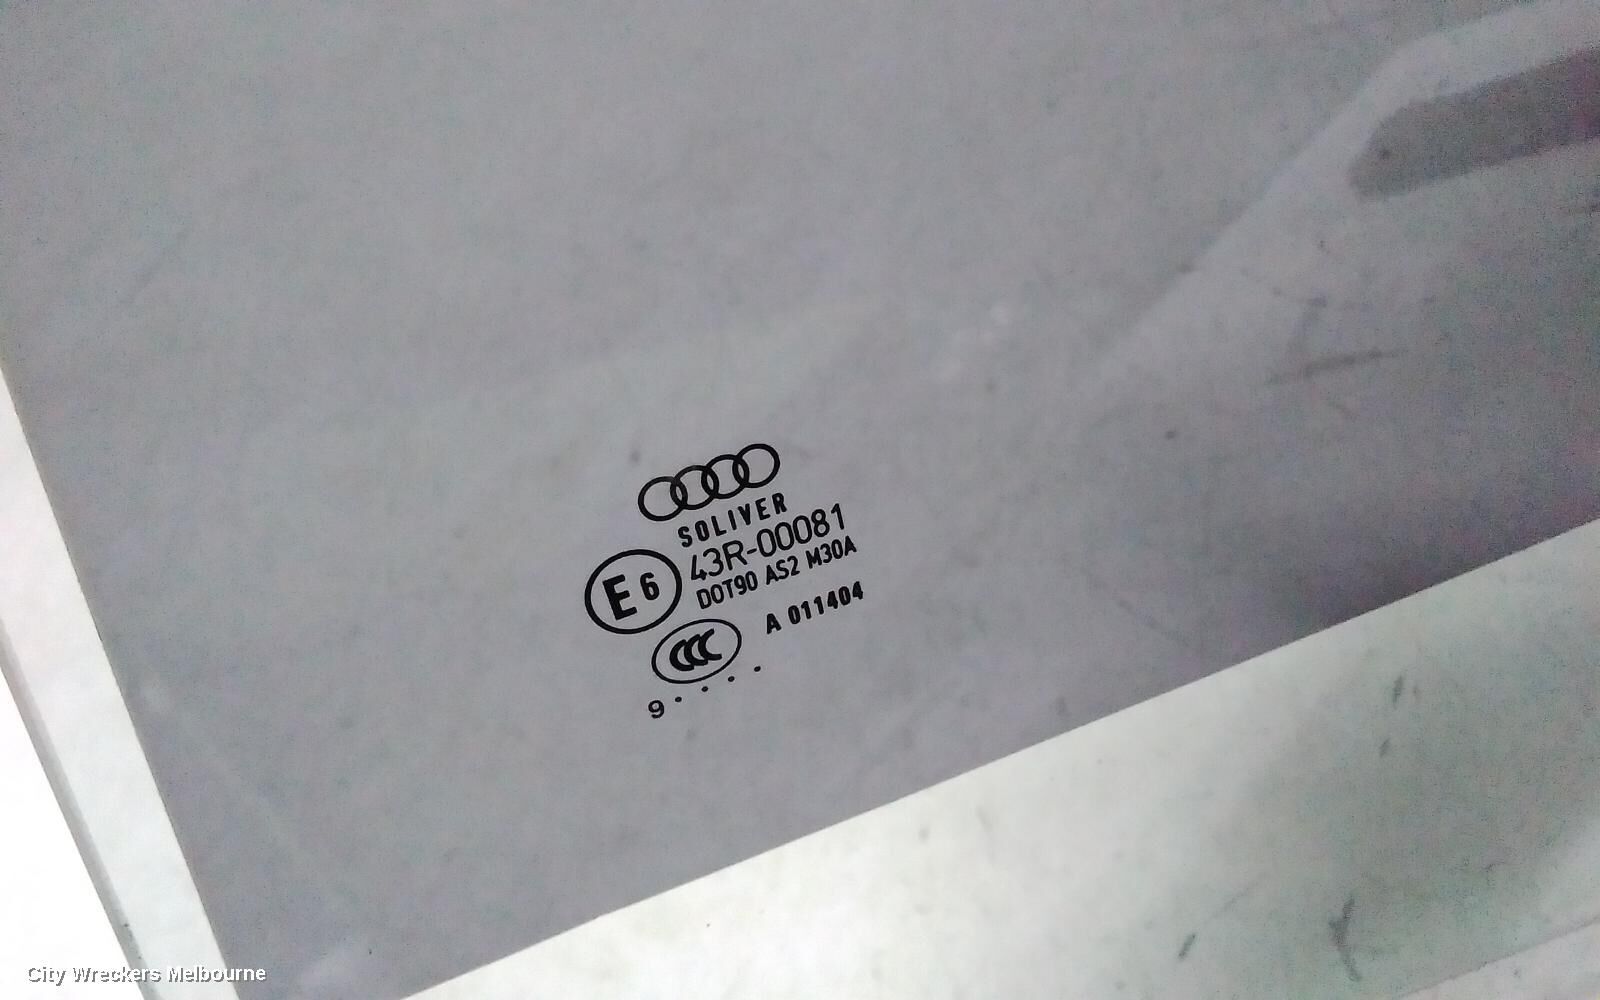 SOLIVER
E6 43R-00081
DOT90 AS2 M30A
A 011404
CCC
9 . . . .
City Wreckers Melbourne